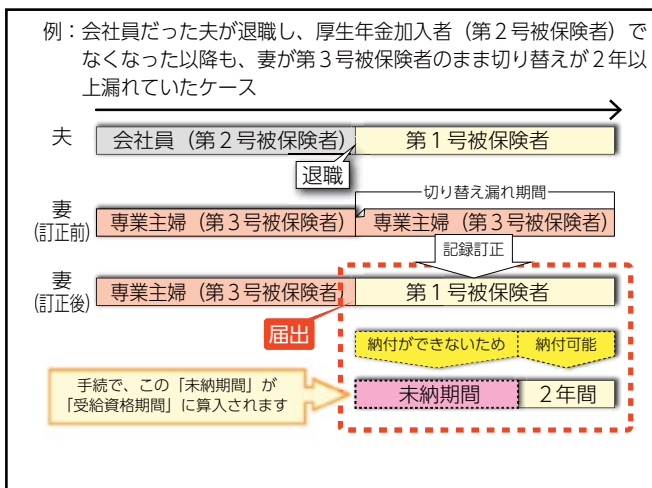 例：会社員だった夫が退職し、厚生年金加入者（第２号被保険者）で
なくなった以降も、妻が第３号被保険者のまま切り替えが２年以
上漏れていたケース
夫
会社員（第２号被保険者）
第１号被保険者
退職
切り替え漏れ期間
妻
(訂正前)
専業主婦（第３号被保険者）
専業主婦（第３号被保険者）
記録訂正
妻
(訂正後)
専業主婦（第３号被保険者）
第１号被保険者
届出
納付ができないため
納付可能
手続で、この「未納期間」が
「受給資格期間」に算入されます
未納期間
２年間